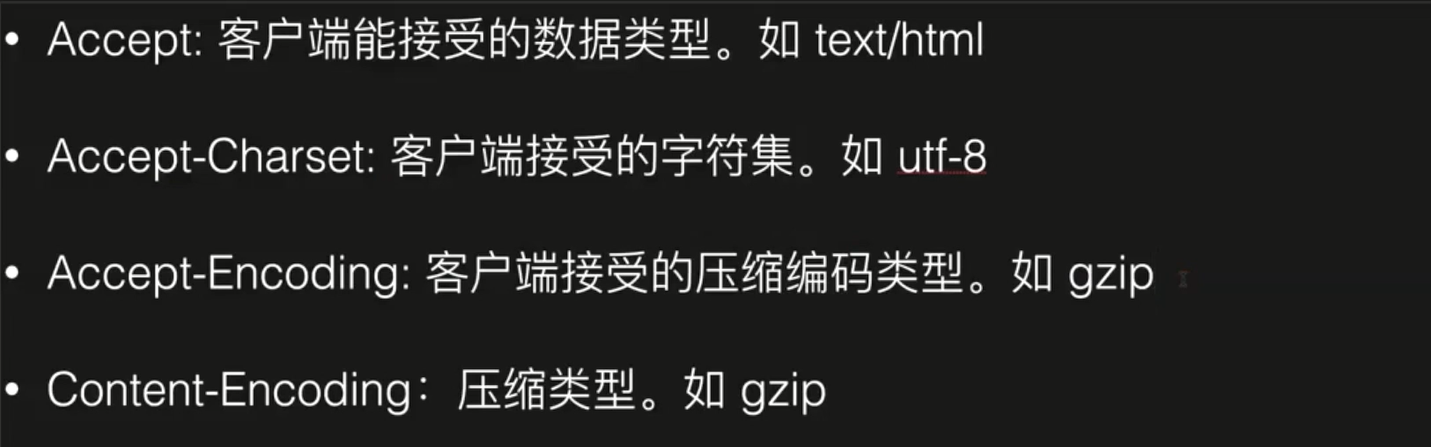 • Accept: 客户端能接受的数据类型。如 text/html
• Accept-Charset: 客户端接受的字符集。如 utf-8
• Accept-Encoding: 客户端接受的压缩编码类型。如 gzip
• Content-Encoding：压缩类型。如 gzip